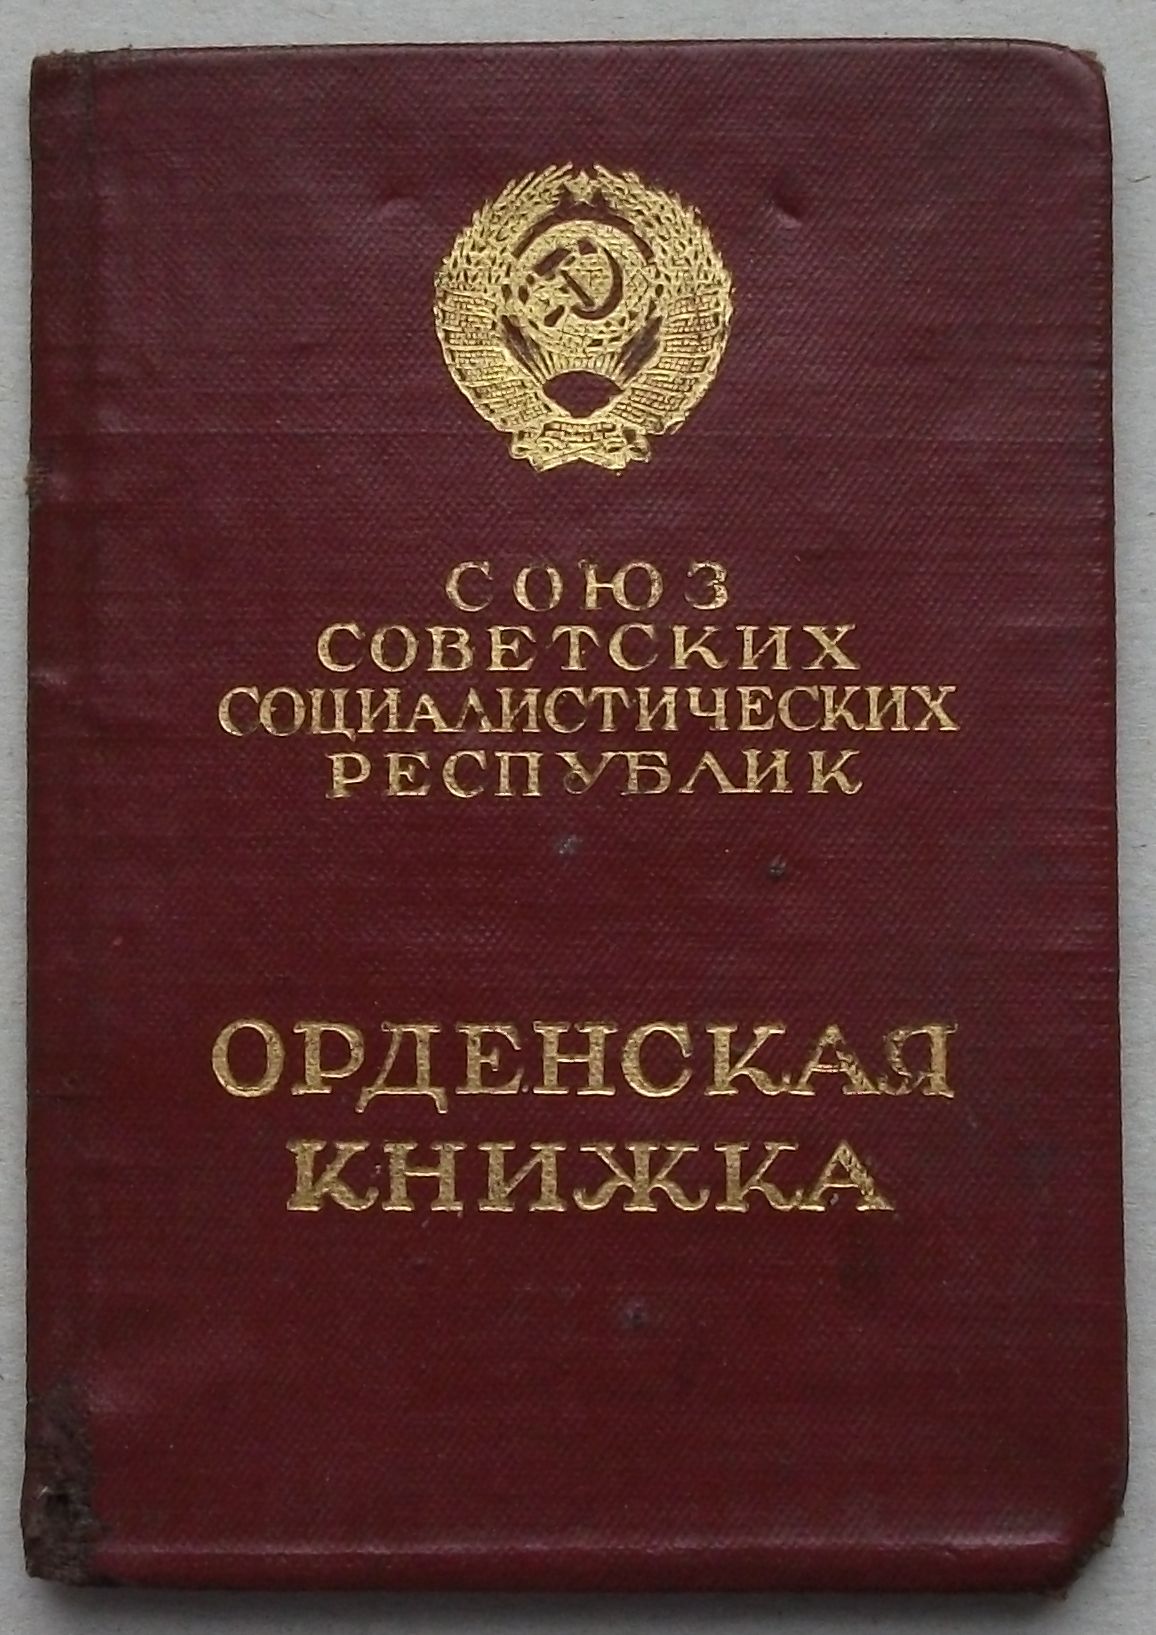 СОЮЗ
СОВЕТСКИХ
СОЦИАЛИСТИЧЕСКИХ
РЕСПУБЛИК
ОРДЕНСКАЯ
КНИЖКА